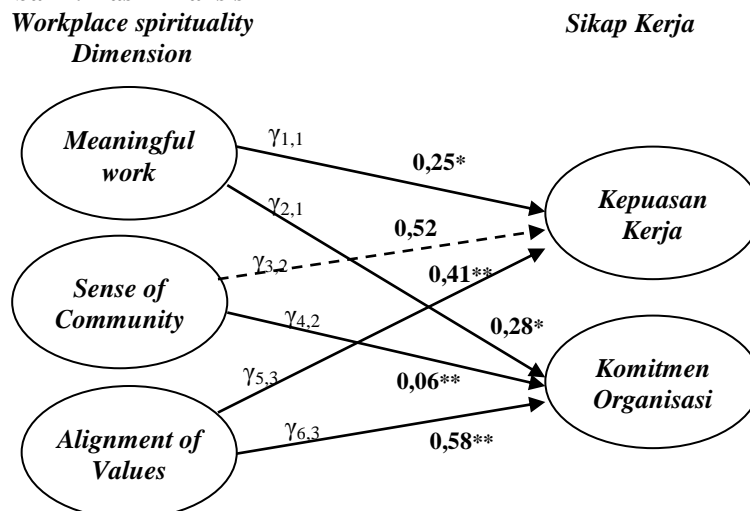 Workplace spirituality
Dimension
Sikap Kerja
Meaningful
work
γ1,1
0,25*
γ2,1
Kepuasan
Kerja
0,52
γ3,2
Sense of
Community
0,41**
γ4,2
0,28*
γ5,3
0,06**
Komitmen
Organisasi
Alignment of
Values
γ6,3
0,58**